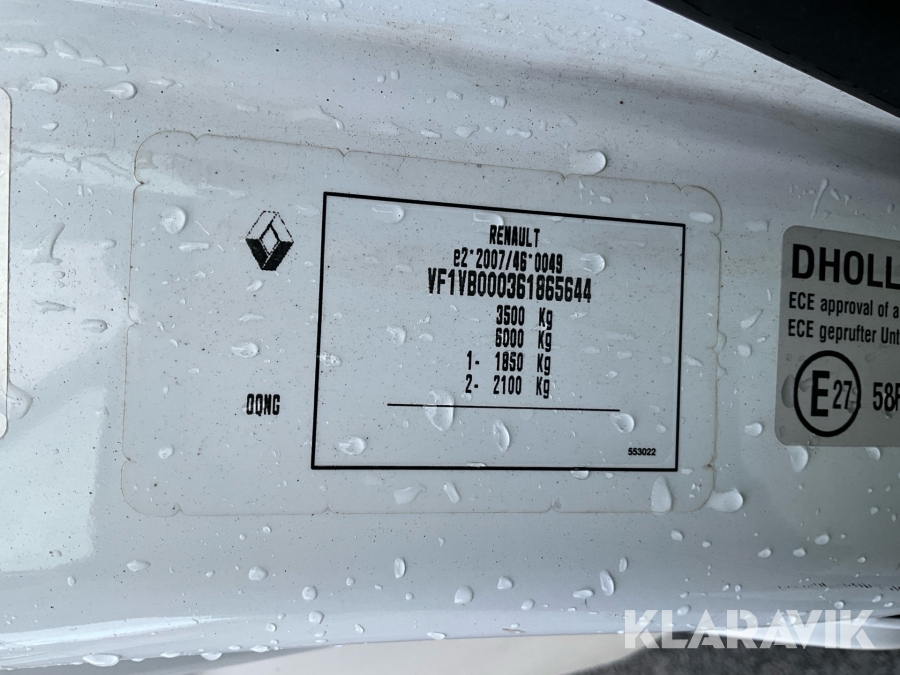 RENAULT
e2*2007/46*0049
VF1VB000361865644
3500 Kg
6000 Kg
1- 1850 Kg
2- 2100 Kg
OQNG
553022
DHOLL
ECE approval of a
ECE geprufter Unt
E 27 58R
KLARAVIK